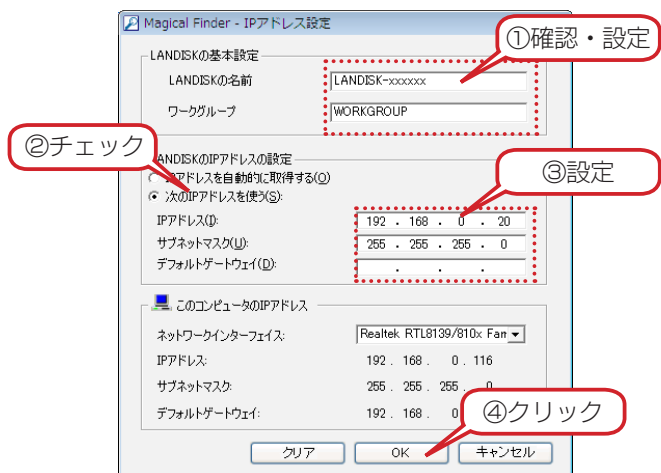 Magical Finder - IPアドレス設定
①確認・設定
LANDISKの基本設定
LANDISKの名前 LANDISK-xxxxxx
ワークグループ WORKGROUP
②チェック
ANDISKのIPアドレスの設定
③設定
IPアドレスを自動的に取得する(O)
次のIPアドレスを使う(S):
IPアドレス(I): 192 . 168 . 0 . 20
サブネットマスク(U): 255 . 255 . 255 . 0
デフォルトゲートウェイ(D): . . .
このコンピュータのIPアドレス
ネットワークインターフェイス: Realtek RTL8139/810x Fam
IPアドレス: 192 . 168 . 0 . 116
サブネットマスク: 255 . 255 . 255 . 0
デフォルトゲートウェイ: 192 . 168 . 0
④クリック
クリア OK キャンセル